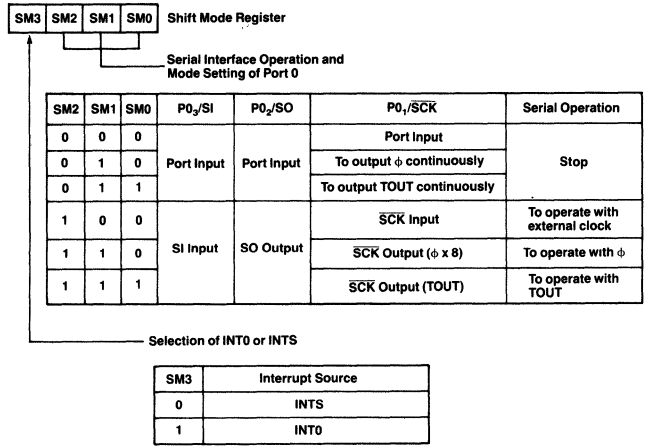 SM3 SM2 SM1 SM0 Shift Mode Register
Serial Interface Operation and
Mode Setting of Port 0
SM2 SM1 SM0 P0₃/SI P0₂/SO P0₁/S̅C̅K̅ Serial Operation
0 0 0 Port Input Port Input Port Input Stop
0 1 0 To output ϕ continuously
0 1 1 To output TOUT continuously
1 0 0 SI Input SO Output S̅C̅K̅ Input To operate with
external clock
1 1 0 S̅C̅K̅ Output (ϕ x 8) To operate with ϕ
1 1 1 S̅C̅K̅ Output (TOUT) To operate with
TOUT
Selection of INT0 or INTS
SM3 Interrupt Source
0 INTS
1 INT0